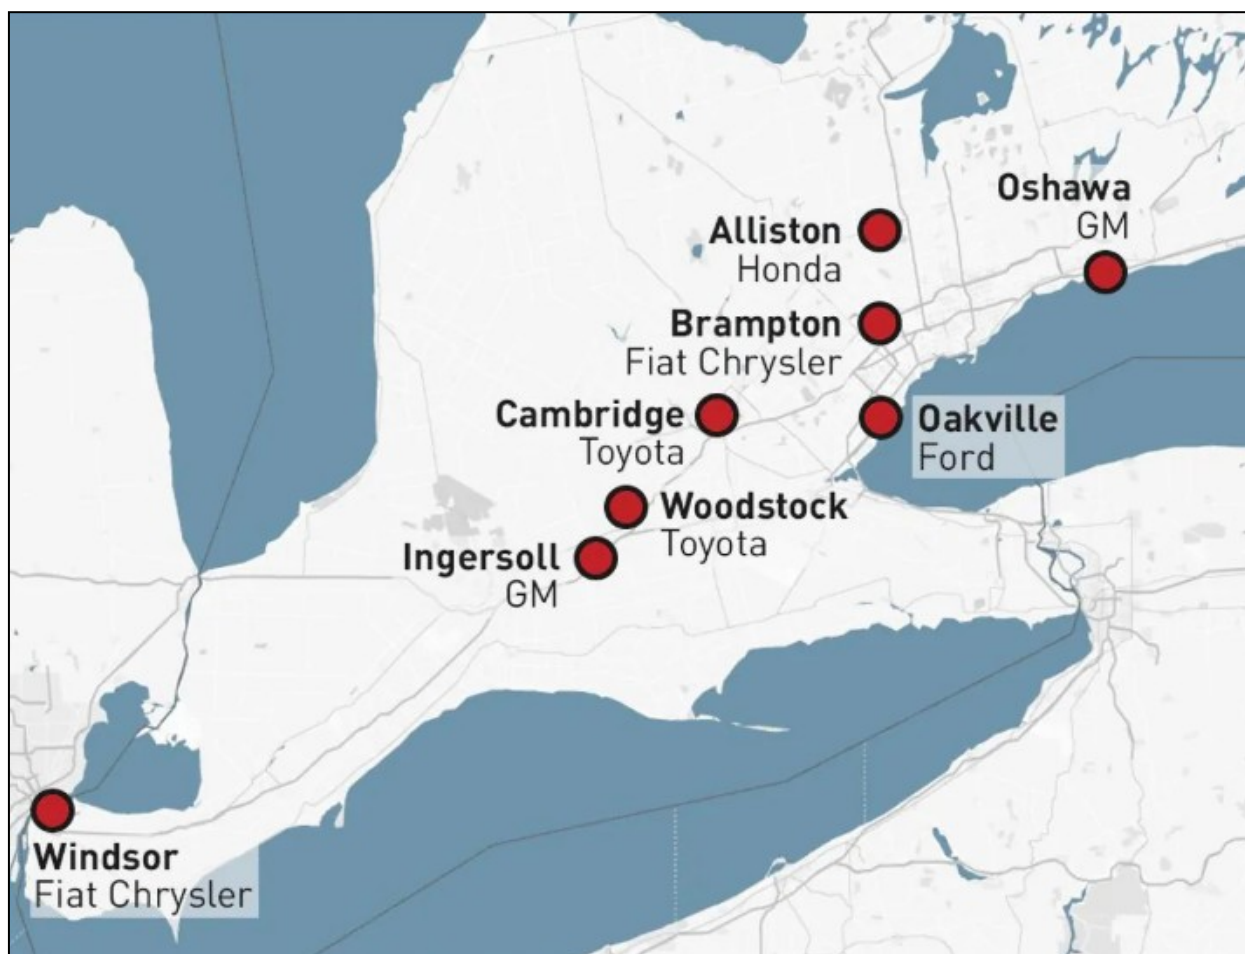 Oshawa
GM
Alliston
Honda
Brampton
Fiat Chrysler
Cambridge
Toyota
Oakville
Ford
Woodstock
Toyota
Ingersoll
GM
Windsor
Fiat Chrysler